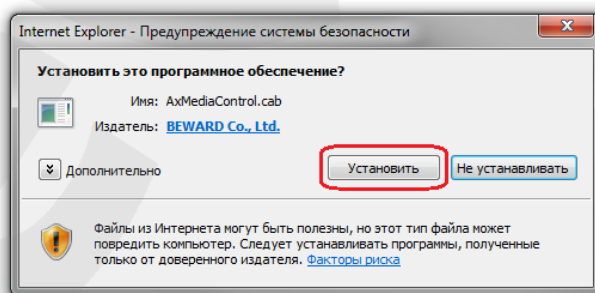 Internet Explorer - Предупреждение системы безопасности
Установить это программное обеспечение?
Имя: AxMediaControl.cab
Издатель: BEWARD Co., Ltd.
Дополнительно Установить Не устанавливать
Файлы из Интернета могут быть полезны, но этот тип файла может
повредить компьютер. Следует устанавливать программы, полученные
только от доверенного издателя. Факторы риска